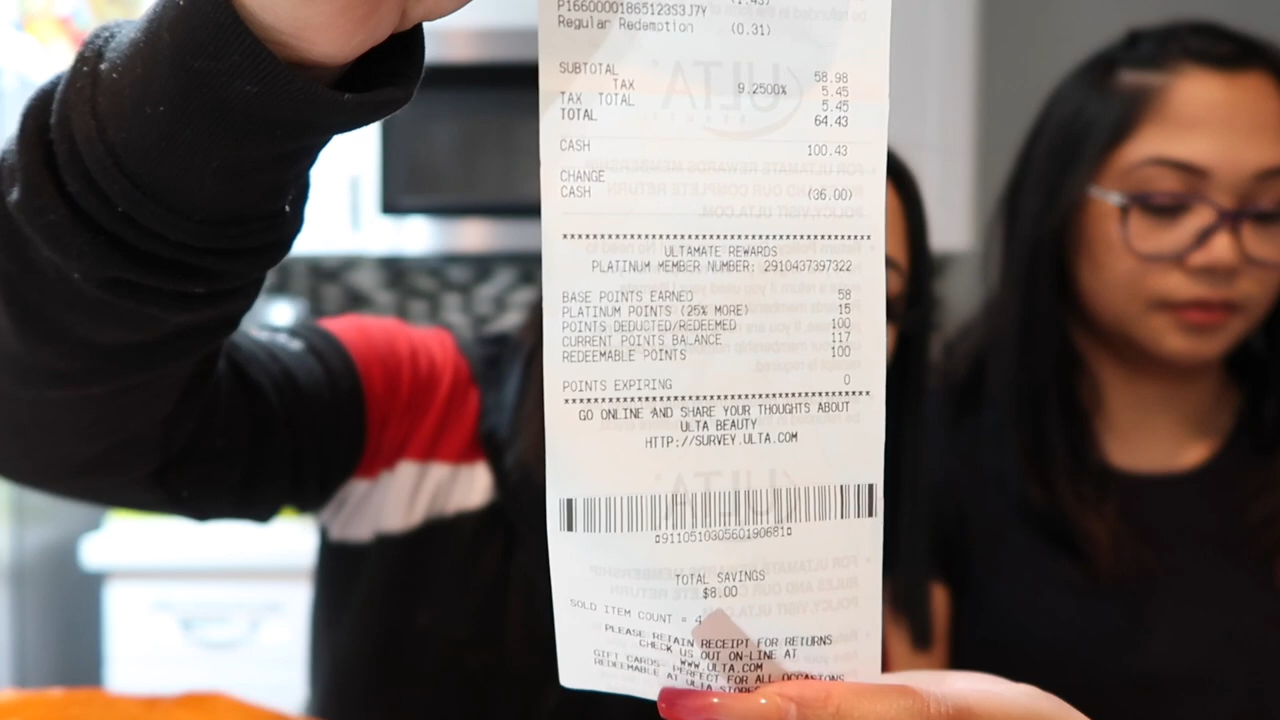 (1.43)
P16600001865123S3J7Y
Regular Redemption (0.31)
SUBTOTAL 58.98
TAX 9.2500% 5.45
TAX TOTAL 5.45
TOTAL 64.43
CASH 100.43
CHANGE
CASH (36.00)
*****************************************
ULTAMATE REWARDS
PLATINUM MEMBER NUMBER: 2910437397322
BASE POINTS EARNED 58
PLATINUM POINTS (25% MORE) 15
POINTS DEDUCTED/REDEEMED 100
CURRENT POINTS BALANCE 117
REDEEMABLE POINTS 100
POINTS EXPIRING 0
*****************************************
GO ONLINE AND SHARE YOUR THOUGHTS ABOUT
ULTA BEAUTY
HTTP://SURVEY.ULTA.COM
¤9110510305601906810¤
TOTAL SAVINGS
$8.00
SOLD ITEM COUNT = 4
PLEASE RETAIN RECEIPT FOR RETURNS
CHECK US OUT ON-LINE AT
WWW.ULTA.COM
GIFT CARDS- PERFECT FOR ALL OCCASIONS
REDEEMABLE AT ULTA STORES